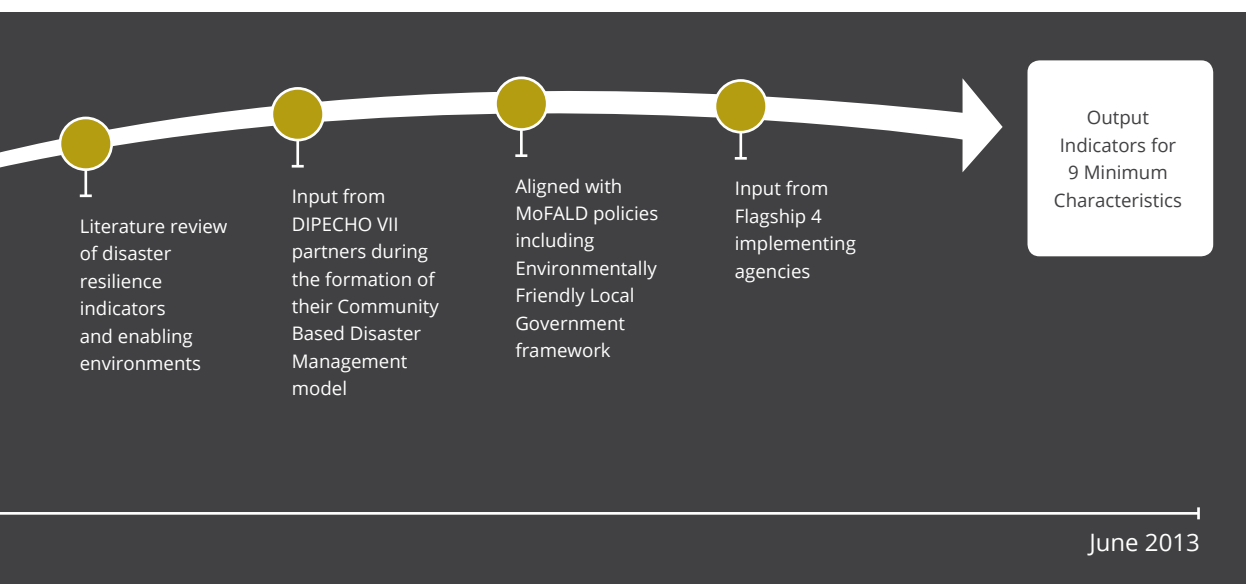 Literature review
of disaster
resilience
indicators
and enabling
environments
Input from
DIPECHO VII
partners during
the formation of
their Community
Based Disaster
Management
model
Aligned with
MoFALD policies
including
Environmentally
Friendly Local
Government
framework
Input from
Flagship 4
implementing
agencies
Output
Indicators for
9 Minimum
Characteristics
June 2013